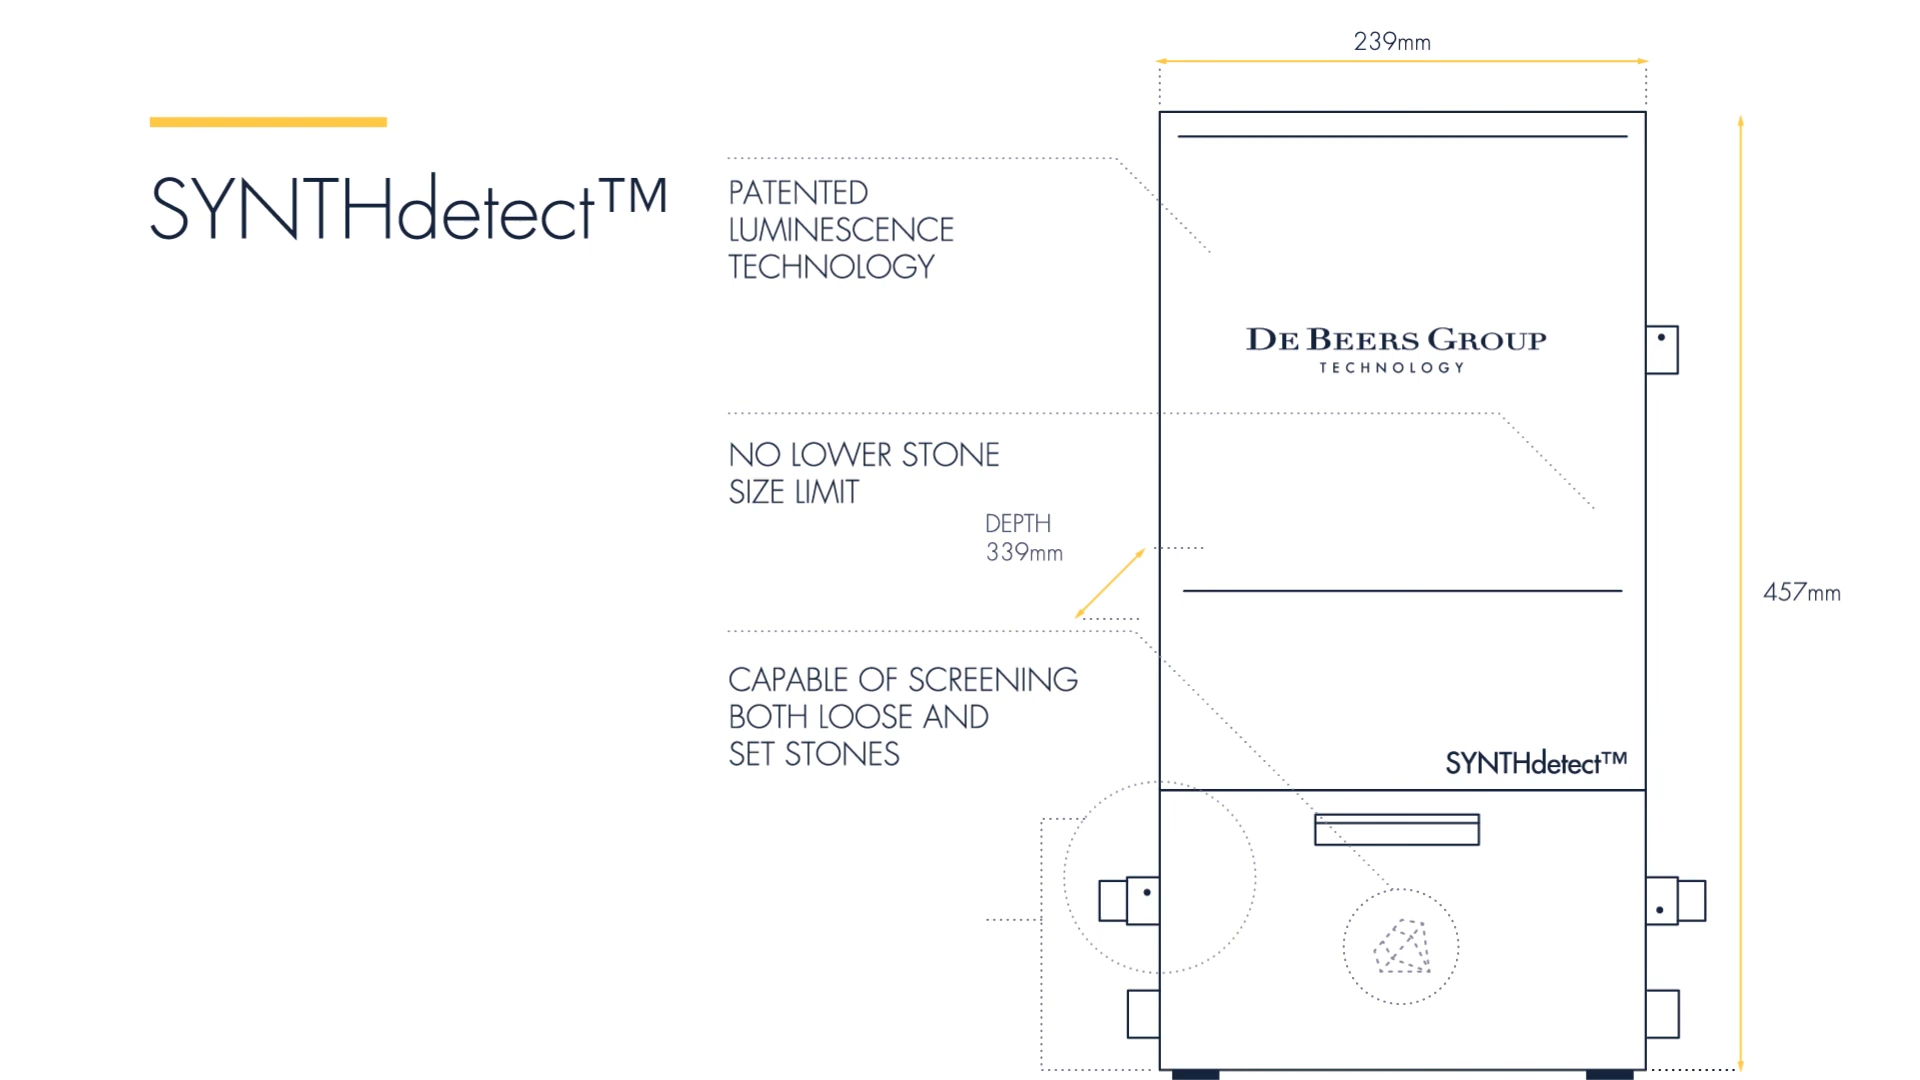 SYNTHdetect™
PATENTED
LUMINESCENCE
TECHNOLOGY
NO LOWER STONE
SIZE LIMIT
DEPTH
339mm
CAPABLE OF SCREENING
BOTH LOOSE AND
SET STONES
239mm
DE BEERS GROUP
TECHNOLOGY
457mm
SYNTHdetect™